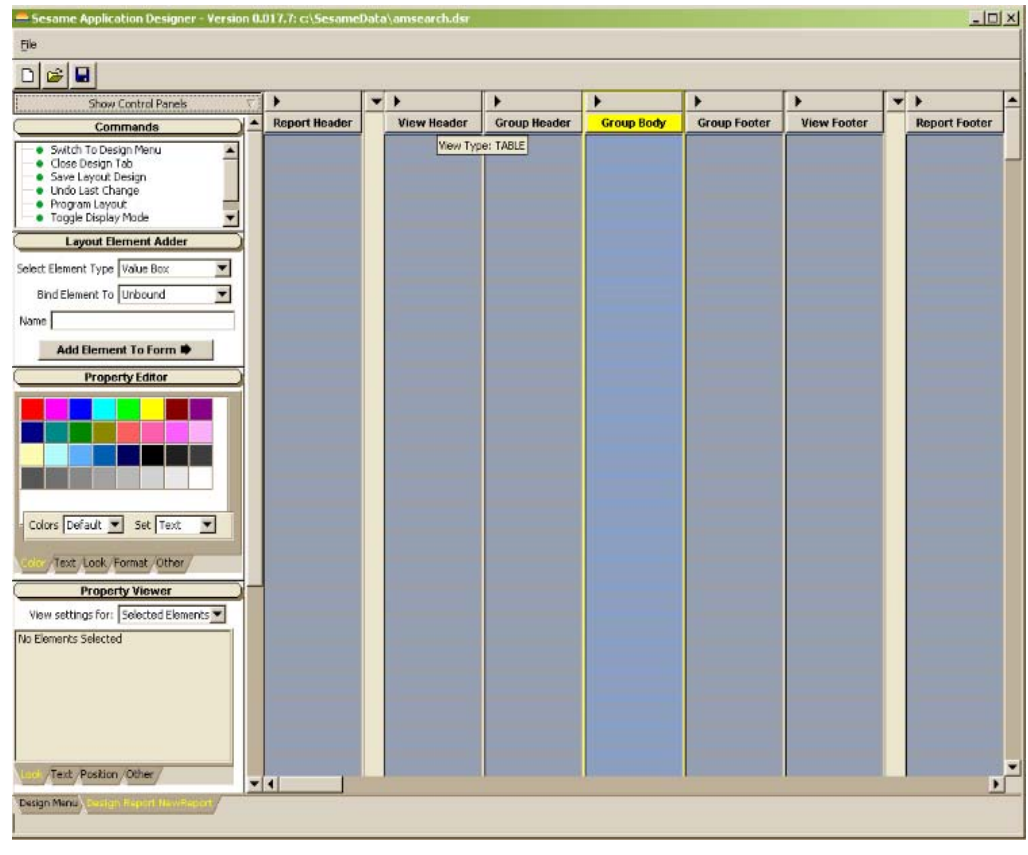 Sesame Application Designer - Version 0.017.7: c:\SesameData\amsearch.dsr
File
Show Control Panels
Commands
Switch To Design Menu
Close Design Tab
Save Layout Design
Undo Last Change
Program Layout
Toggle Display Mode
Layout Element Adder
Select Element Type Value Box
Bind Element To Unbound
Name
Add Element To Form
Property Editor
Colors Default Set Text
Color Text Look Format Other
Property Viewer
View settings for: Selected Elements
No Elements Selected
Look Text Position Other
Design Menu Design Report NewReport
Report Header View Header Group Header Group Body Group Footer View Footer Report Footer
View Type: TABLE